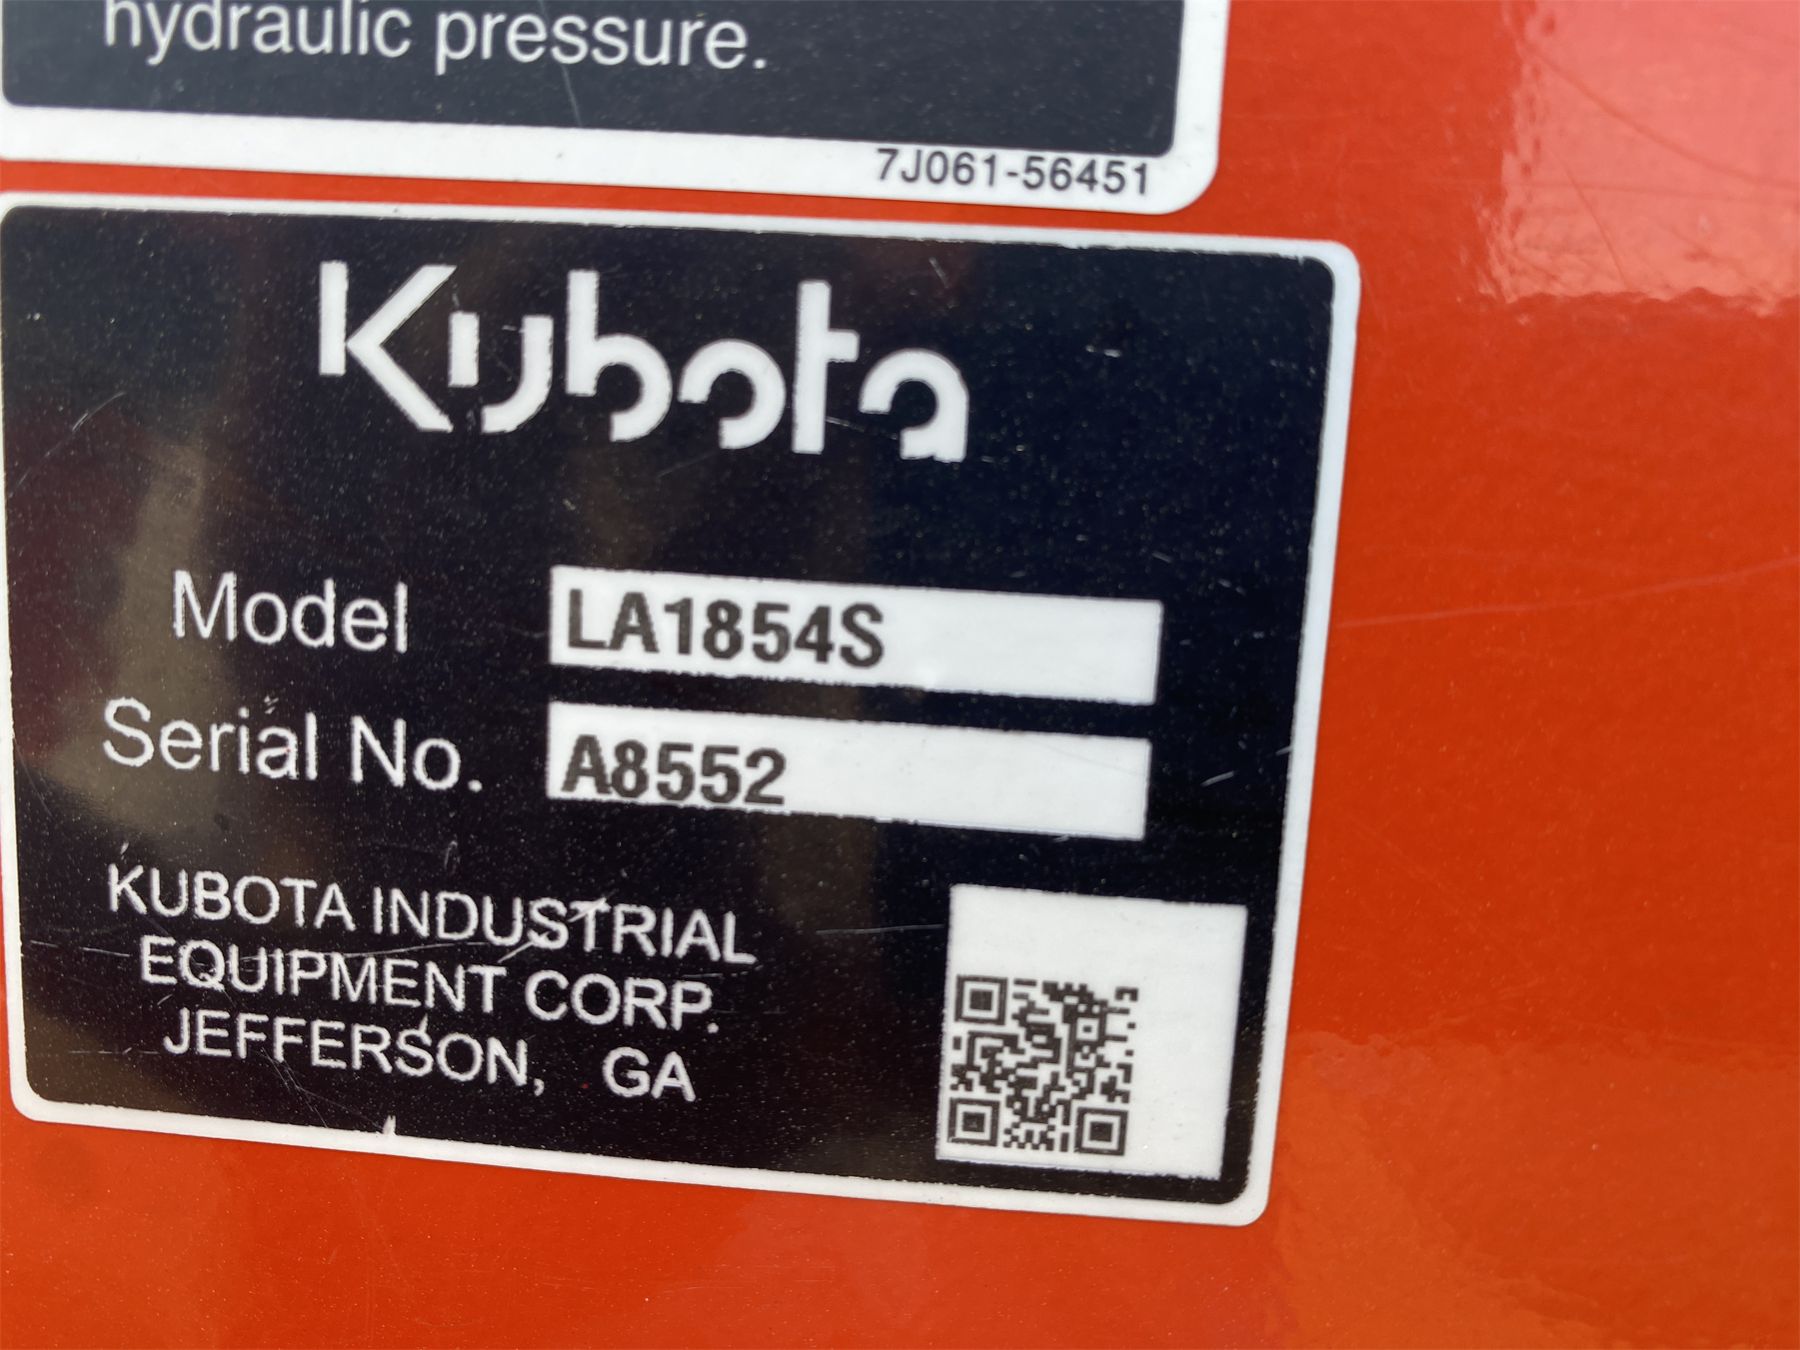 hydraulic pressure.
7J061-56451
Kubota
Model LA1854S
Serial No. A8552
KUBOTA INDUSTRIAL
EQUIPMENT CORP.
JEFFERSON, GA